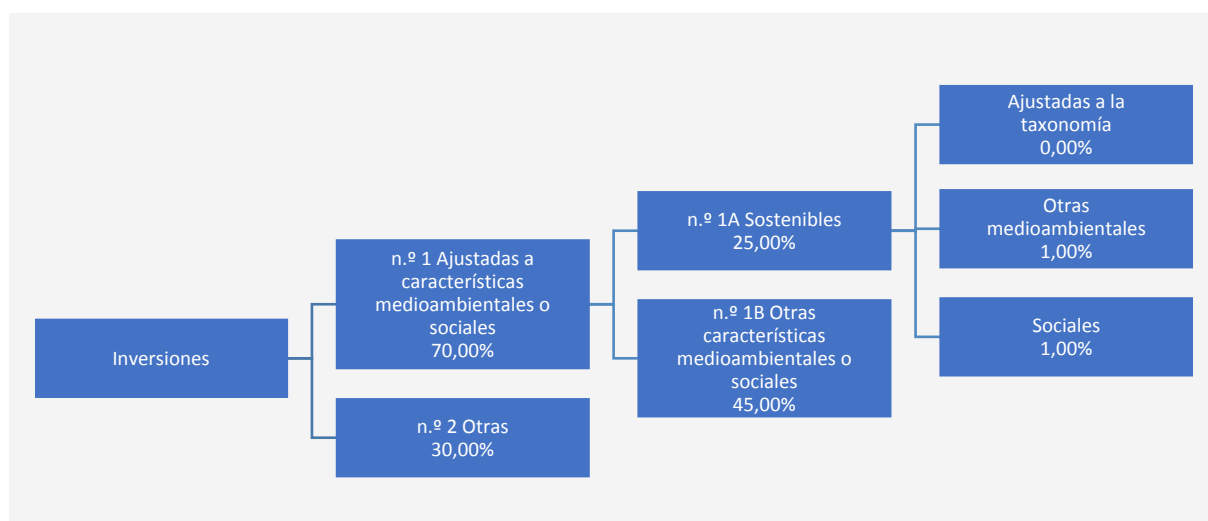 Inversiones
n.º 1 Ajustadas a
características
medioambientales o
sociales
70,00%
n.º 2 Otras
30,00%
n.º 1A Sostenibles
25,00%
n.º 1B Otras
características
medioambientales o
sociales
45,00%
Ajustadas a la
taxonomía
0,00%
Otras
medioambientales
1,00%
Sociales
1,00%